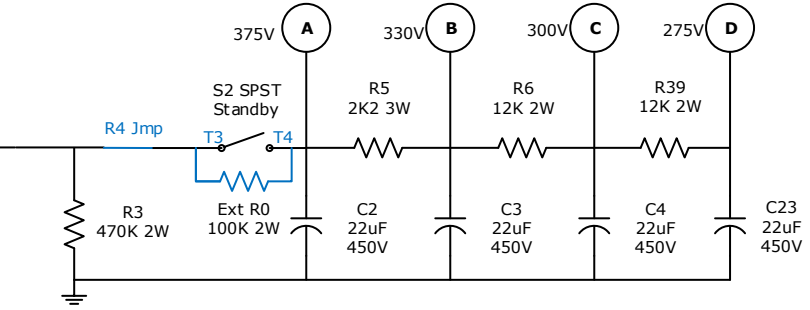 375V
A
330V
B
300V
C
275V
D
S2 SPST
Standby
R5
2K2 3W
R6
12K 2W
R39
12K 2W
R4 Jmp
T3
T4
R3
470K 2W
Ext R0
100K 2W
C2
22uF
450V
C3
22uF
450V
C4
22uF
450V
C23
22uF
450V